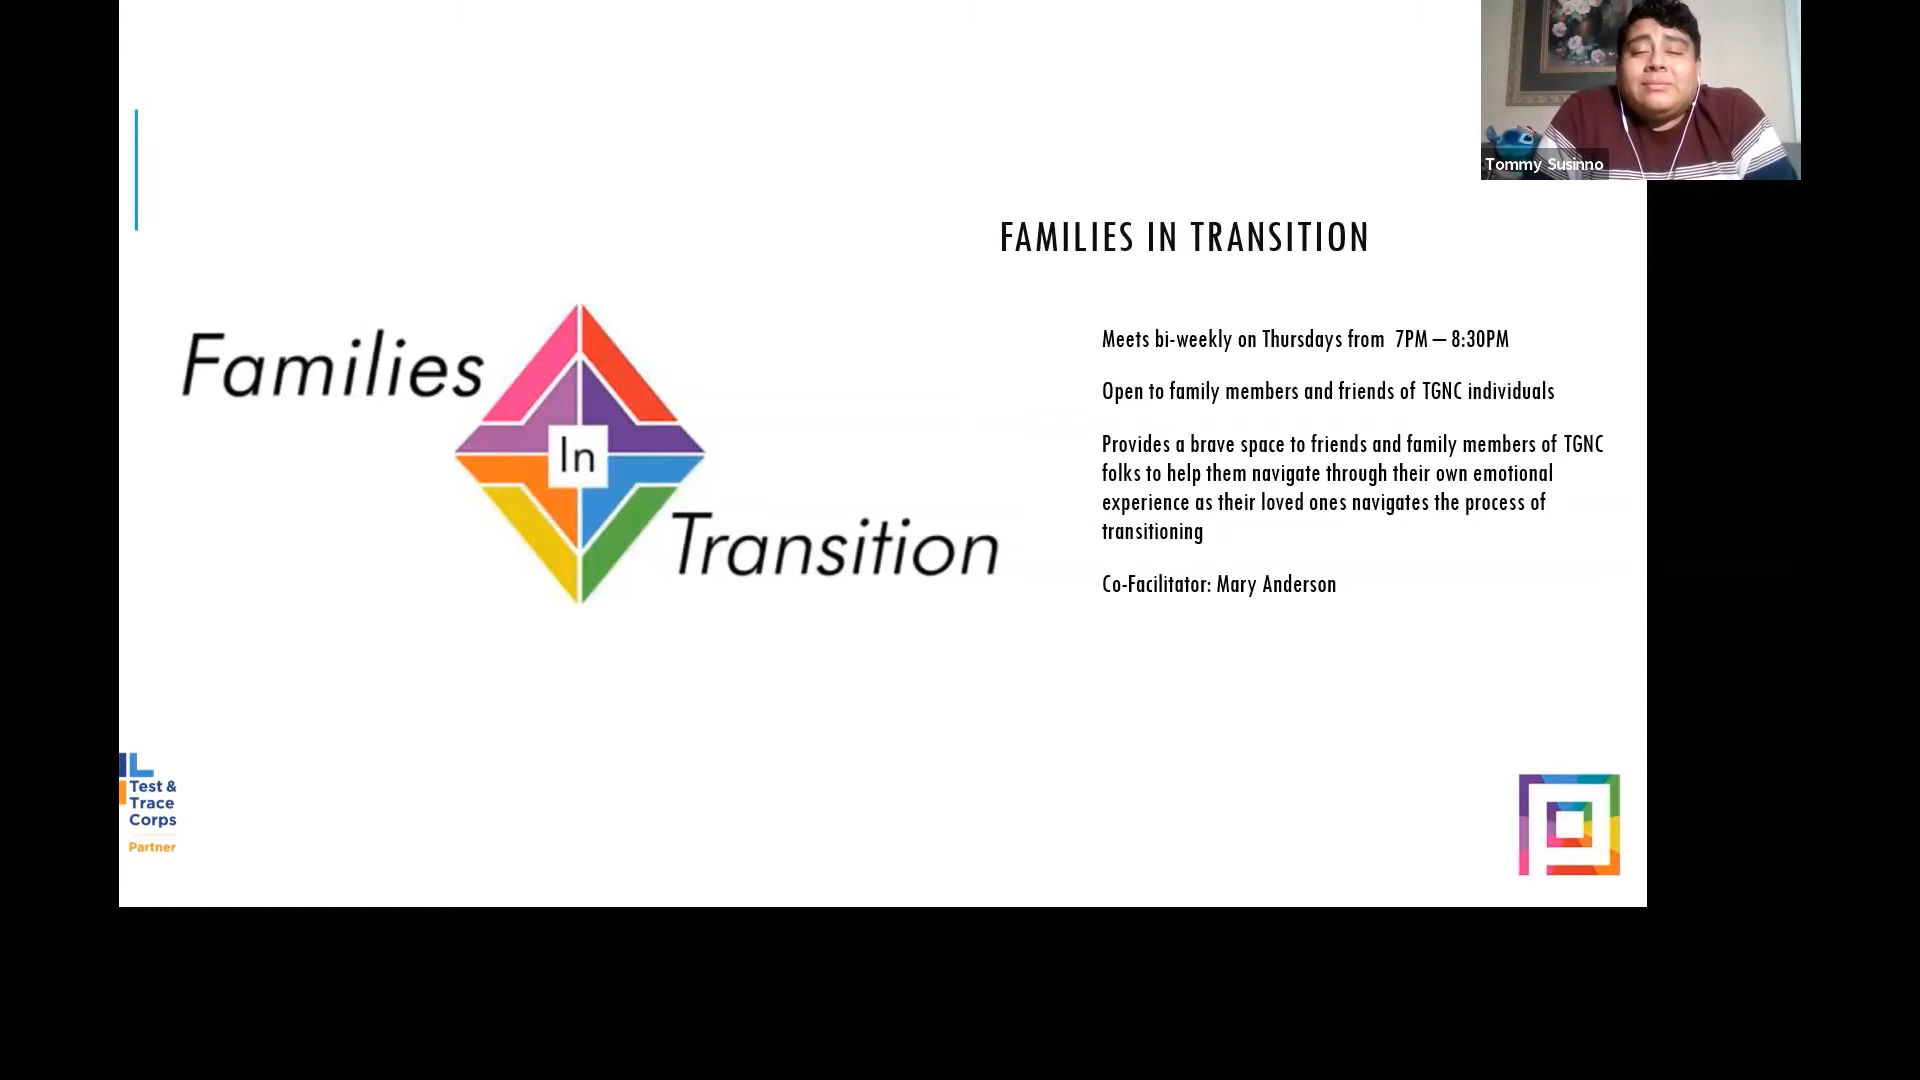 Tommy Susinno
FAMILIES IN TRANSITION
Families
In
Transition
Meets bi-weekly on Thursdays from 7PM – 8:30PM
Open to family members and friends of TGNC individuals
Provides a brave space to friends and family members of TGNC
folks to help them navigate through their own emotional
experience as their loved ones navigates the process of
transitioning
Co-Facilitator: Mary Anderson
Test &
Trace
Corps
Partner